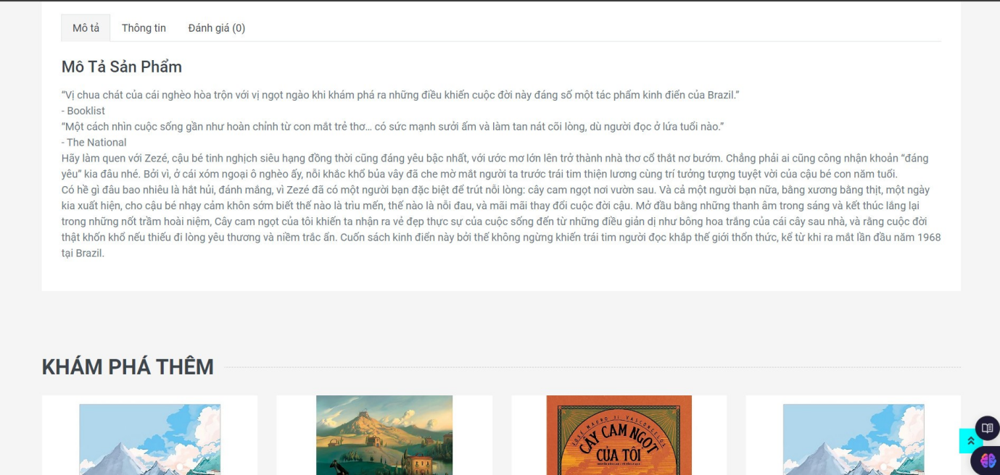 Mô tả
Thông tin
Đánh giá (0)
Mô Tả Sản Phẩm
“Vị chua chát của cái nghèo hòa trộn với vị ngọt ngào khi khám phá ra những điều khiến cuộc đời này đáng số một tác phẩm kinh điển của Brazil.”
- Booklist
“Một cách nhìn cuộc sống gần như hoàn chỉnh từ con mắt trẻ thơ… có sức mạnh sưởi ấm và làm tan nát cõi lòng, dù người đọc ở lứa tuổi nào.”
- The National
Hãy làm quen với Zezé, cậu bé tinh nghịch siêu hạng đồng thời cũng đáng yêu bậc nhất, với ước mơ lớn lên trở thành nhà thơ cổ thắt nơ bướm. Chẳng phải ai cũng công nhận khoản “đáng
yêu” kia đâu nhé. Bởi vì, ở cái xóm ngoại ô nghèo ấy, nỗi khắc khổ bủa vây đã che mờ mắt người ta trước trái tim thiện lương cùng trí tưởng tượng tuyệt vời của cậu bé con năm tuổi.
Có hề gì đâu bao nhiêu là hắt hủi, đánh mắng, vì Zezé đã có một người bạn đặc biệt để trút nỗi lòng: cây cam ngọt nơi vườn sau. Và cả một người bạn nữa, bằng xương bằng thịt, một ngày
kia xuất hiện, cho cậu bé nhạy cảm khôn sớm biết thế nào là trìu mến, thế nào là nỗi đau, và mãi mãi thay đổi cuộc đời cậu. Mở đầu bằng những thanh âm trong sáng và kết thúc lắng lại
trong những nốt trầm hoài niệm, Cây cam ngọt của tôi khiến ta nhận ra vẻ đẹp thực sự của cuộc sống đến từ những điều giản dị như bông hoa trắng của cái cây sau nhà, và rằng cuộc đời
thật khốn khổ nếu thiếu đi lòng yêu thương và niềm trắc ẩn. Cuốn sách kinh điển này bởi thế không ngừng khiến trái tim người đọc khắp thế giới thổn thức, kể từ khi ra mắt lần đầu năm 1968
tại Brazil.
KHÁM PHÁ THÊM
JOSÉ MAURO DE VASCONCELOS
CÂY CAM NGỌT
CỦA TÔI